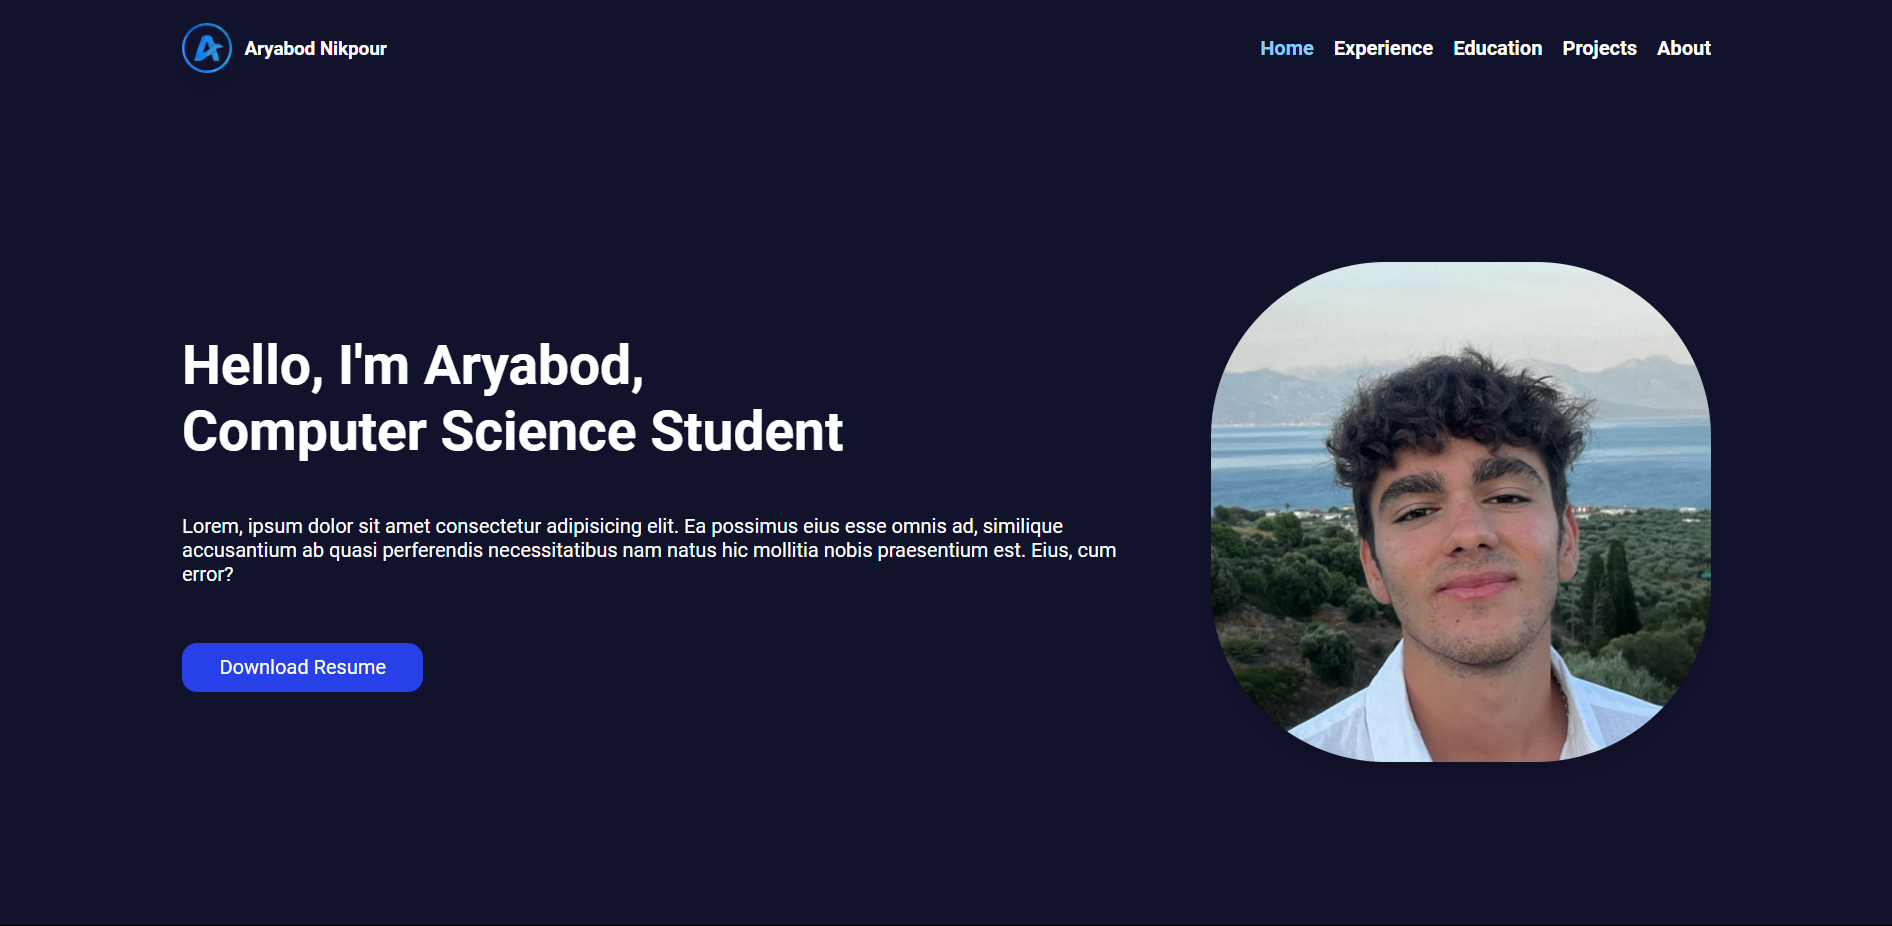 Aryabod Nikpour
Home Experience Education Projects About
Hello, I'm Aryabod,
Computer Science Student
Lorem, ipsum dolor sit amet consectetur adipisicing elit. Ea possimus eius esse omnis ad, similique
accusantium ab quasi perferendis necessitatibus nam natus hic mollitia nobis praesentium est. Eius, cum
error?
Download Resume